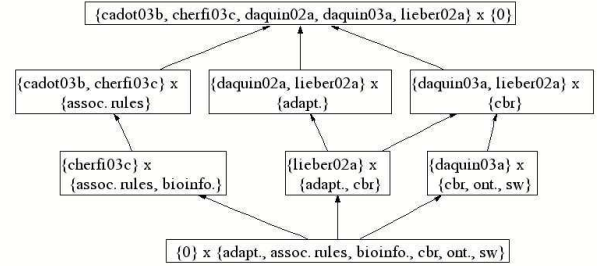 {cadot03b, cherfi03c, daquin02a, daquin03a, lieber02a} x {0}
{cadot03b, cherfi03c} x
{assoc. rules}
{daquin02a, lieber02a} x
{adapt.}
{daquin03a, lieber02a} x
{cbr}
{cherfi03c} x
{assoc. rules, bioinfo.}
{lieber02a} x
{adapt., cbr}
{daquin03a} x
{cbr, ont., sw}
{0} x {adapt., assoc. rules, bioinfo., cbr, ont., sw}